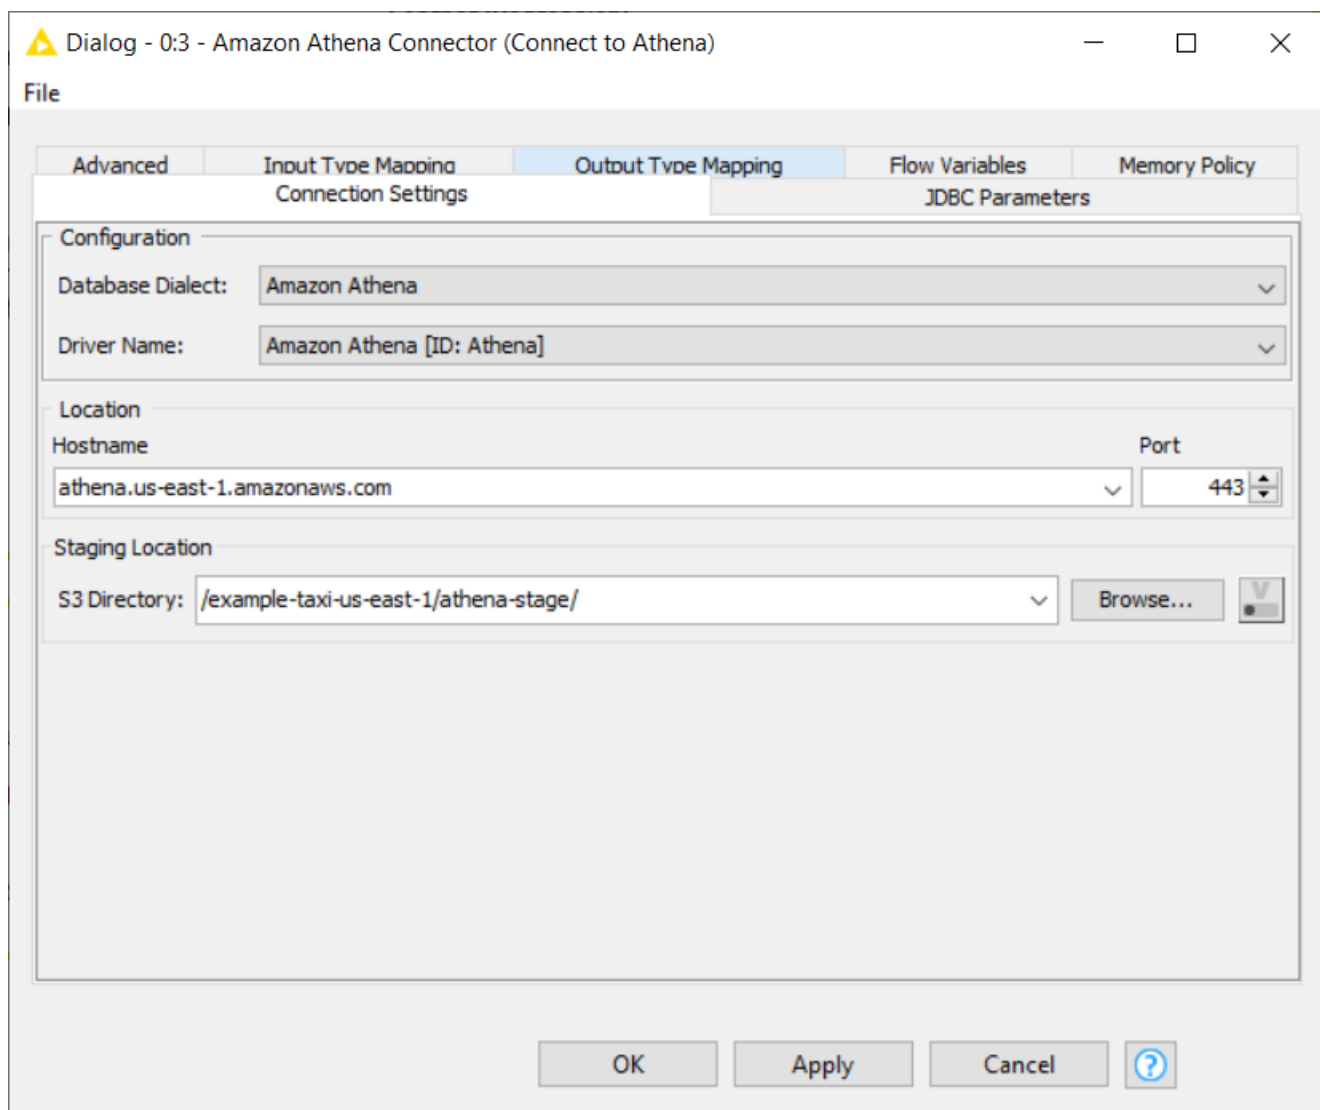 Dialog - 0:3 - Amazon Athena Connector (Connect to Athena)
File
Advanced Input Type Mapping Output Type Mapping Flow Variables Memory Policy
Connection Settings JDBC Parameters
Configuration
Database Dialect: Amazon Athena
Driver Name: Amazon Athena [ID: Athena]
Location
Hostname Port
athena.us-east-1.amazonaws.com 443
Staging Location
S3 Directory: /example-taxi-us-east-1/athena-stage/ Browse... V
OK Apply Cancel ?